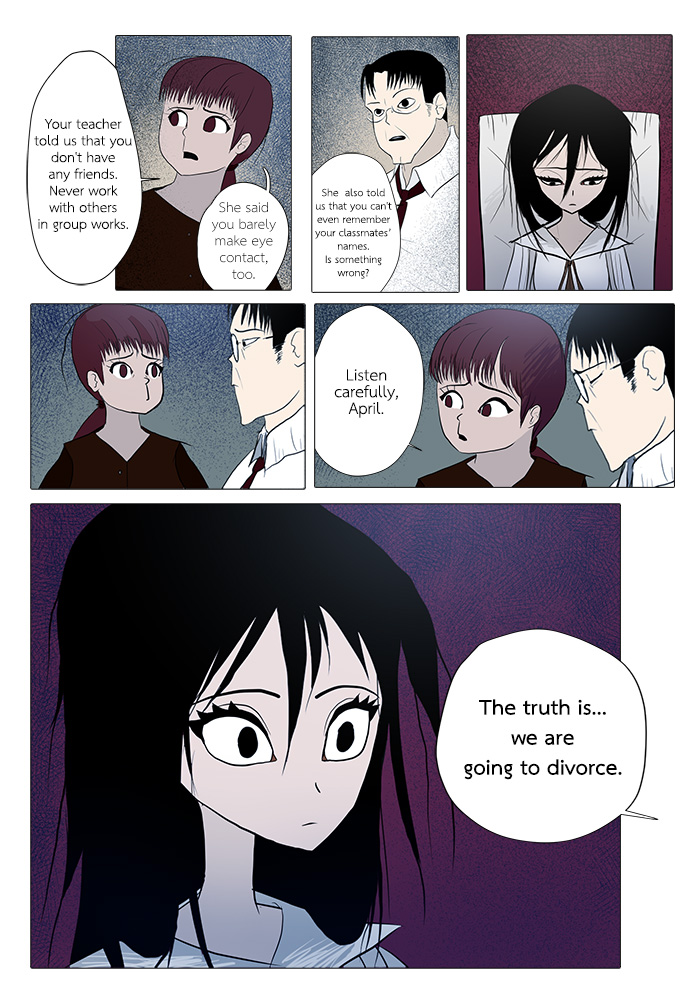 Your teacher
told us that you
don't have
any friends.
Never work
with others
in group works.
She said
you barely
make eye
contact,
too.
She also told
us that you can't
even remember
your classmates'
names.
Is something
wrong?
Listen
carefully,
April.
The truth is...
we are
going to divorce.